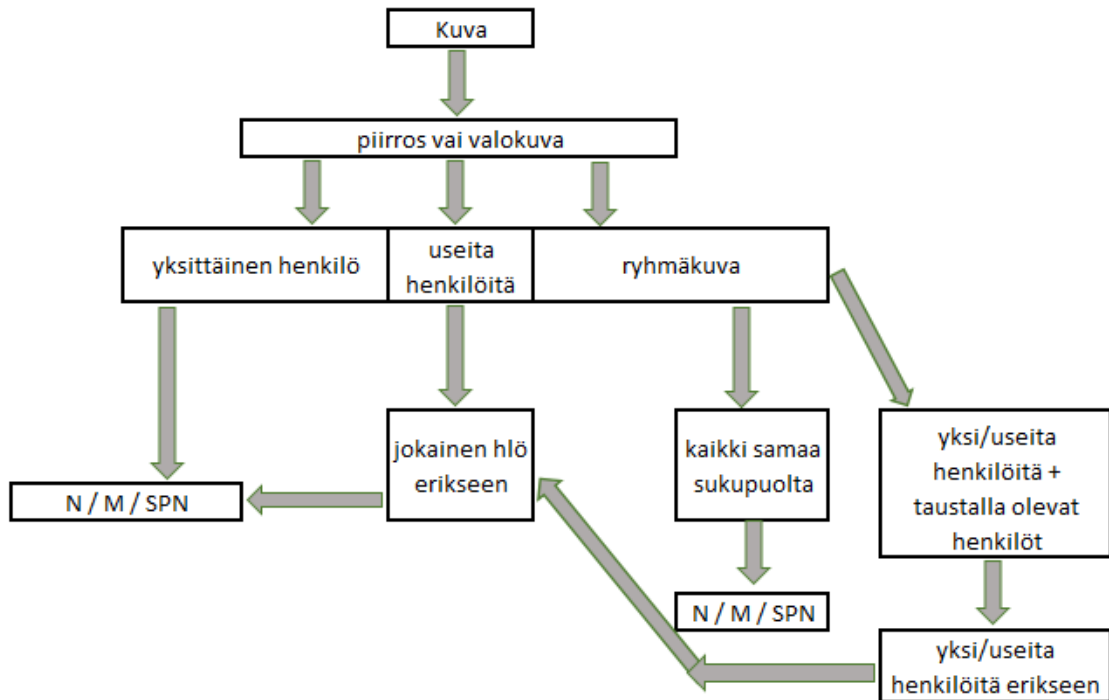 Kuva
piirros vai valokuva
yksittäinen henkilö
useita
henkilöitä
ryhmäkuva
jokainen hlö
erikseen
kaikki samaa
sukupuolta
yksi/useita
henkilöitä +
taustalla olevat
henkilöt
N / M / SPN
N / M / SPN
yksi/useita
henkilöitä erikseen